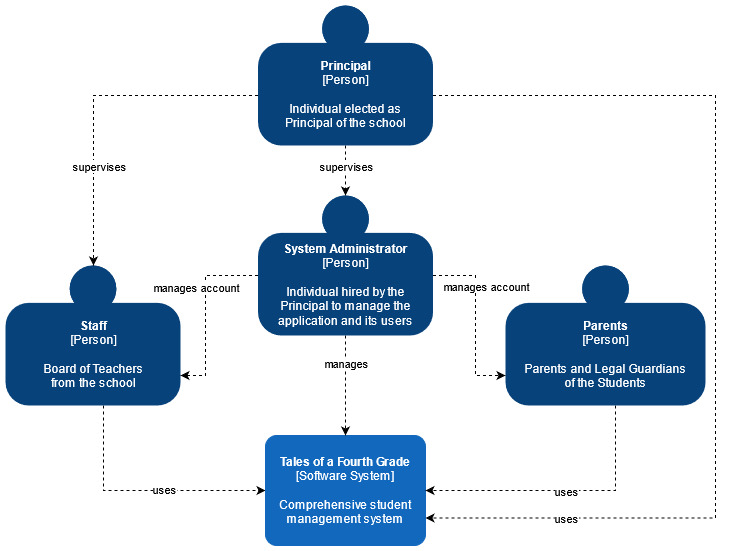 Principal
[Person]
Individual elected as
Principal of the school
supervises
supervises
System Administrator
[Person]
Individual hired by the
Principal to manage the
application and its users
manages account
manages account
Staff
[Person]
Board of Teachers
from the school
Parents
[Person]
Parents and Legal Guardians
of the Students
manages
Tales of a Fourth Grade
[Software System]
Comprehensive student
management system
uses
uses
uses